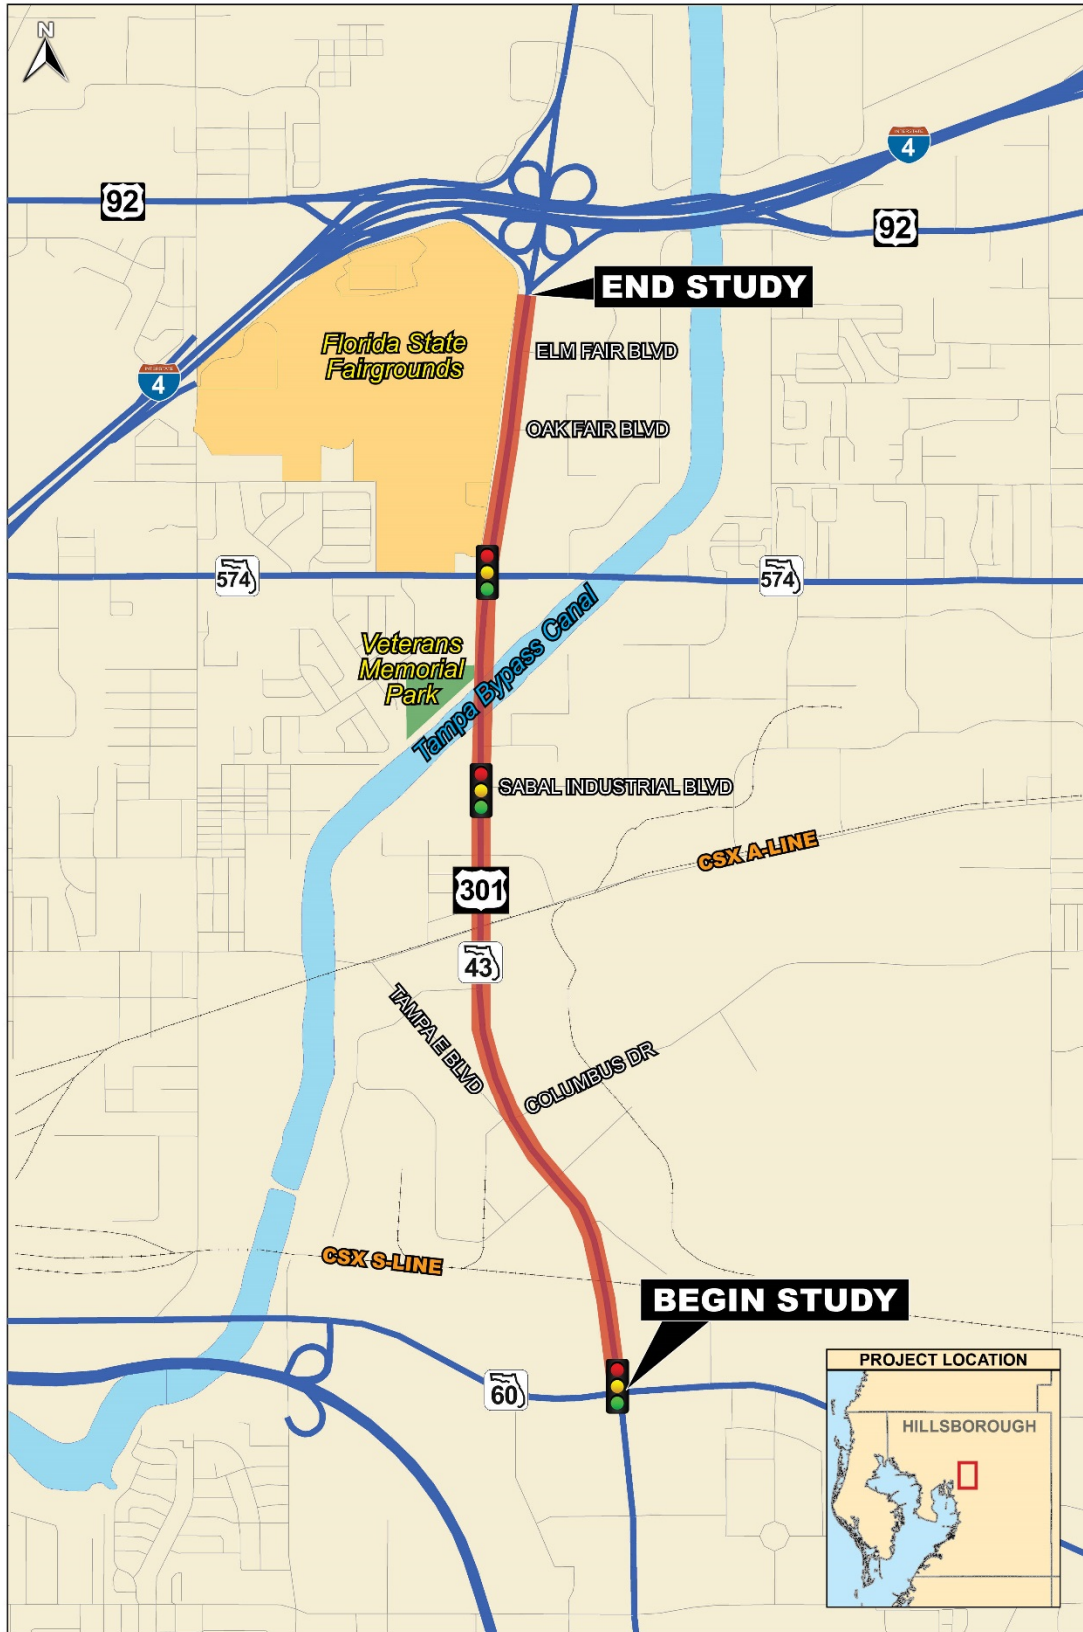 N
INTERSTATE
4
92
92
END STUDY
Florida State
Fairgrounds
ELM FAIR BLVD
INTERSTATE
4
OAK FAIR BLVD
574
574
Veterans
Memorial
Park
Tampa Bypass Canal
SABAL INDUSTRIAL BLVD
CSX A-LINE
301
43
TAMPA E BLVD
COLUMBUS DR
CSX S-LINE
BEGIN STUDY
60
PROJECT LOCATION
HILLSBOROUGH